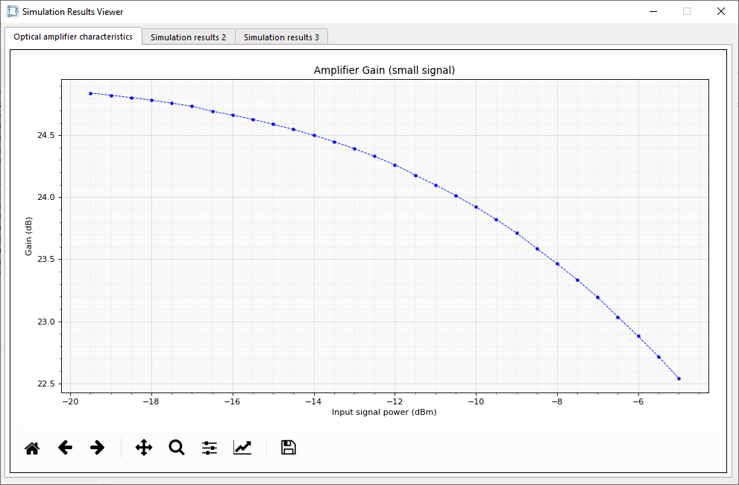 Simulation Results Viewer
Optical amplifier characteristics
Simulation results 2
Simulation results 3
Amplifier Gain (small signal)
24.5
24.0
23.5
23.0
22.5
Gain (dB)
−20 −18 −16 −14 −12 −10 −8 −6
Input signal power (dBm)